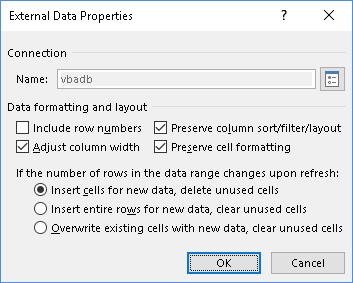 External Data Properties ? ×
Connection
Name: vbadb
Data formatting and layout
Include row numbers Preserve column sort/filter/layout
Adjust column width Preserve cell formatting
If the number of rows in the data range changes upon refresh:
Insert cells for new data, delete unused cells
Insert entire rows for new data, clear unused cells
Overwrite existing cells with new data, clear unused cells
OK Cancel